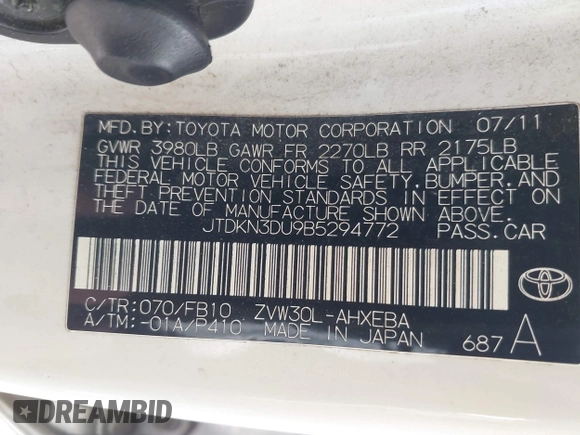 MFD. BY: TOYOTA MOTOR CORPORATION 07/11
GVWR 3980LB GAWR FR 2270LB RR 2175LB
THIS VEHICLE CONFORMS TO ALL APPLICABLE
FEDERAL MOTOR VEHICLE SAFETY, BUMPER, AND
THEFT PREVENTION STANDARDS IN EFFECT ON
THE DATE OF MANUFACTURE SHOWN ABOVE.
JTDKN3DU9B5294772 PASS. CAR
C/TR: 070/FB10 ZVW30L-AHXEBA
A/TM: -01A/P410 MADE IN JAPAN 687 A
DREAMBID